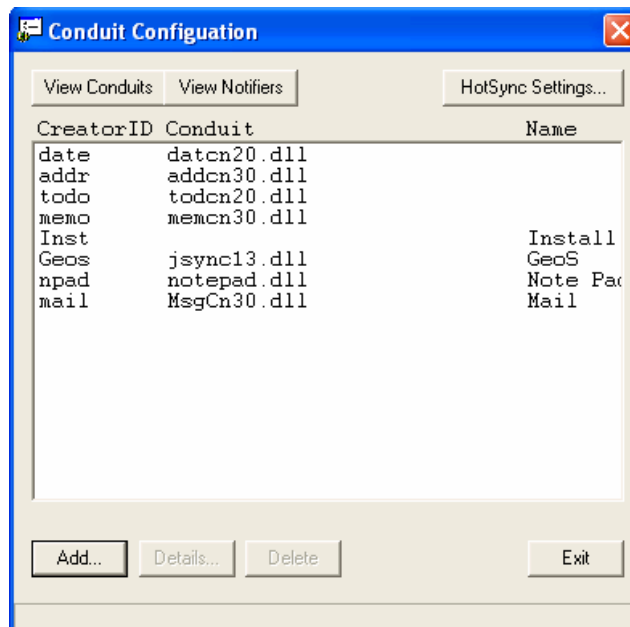 Conduit Configuation
View Conduits View Notifiers HotSync Settings...
CreatorID Conduit Name
date datcn20.dll
addr addcn30.dll
todo todcn20.dll
memo memcn30.dll
Inst Install
Geos jsync13.dll GeoS
npad notepad.dll Note Pad
mail MsgCn30.dll Mail
Add... Details... Delete Exit